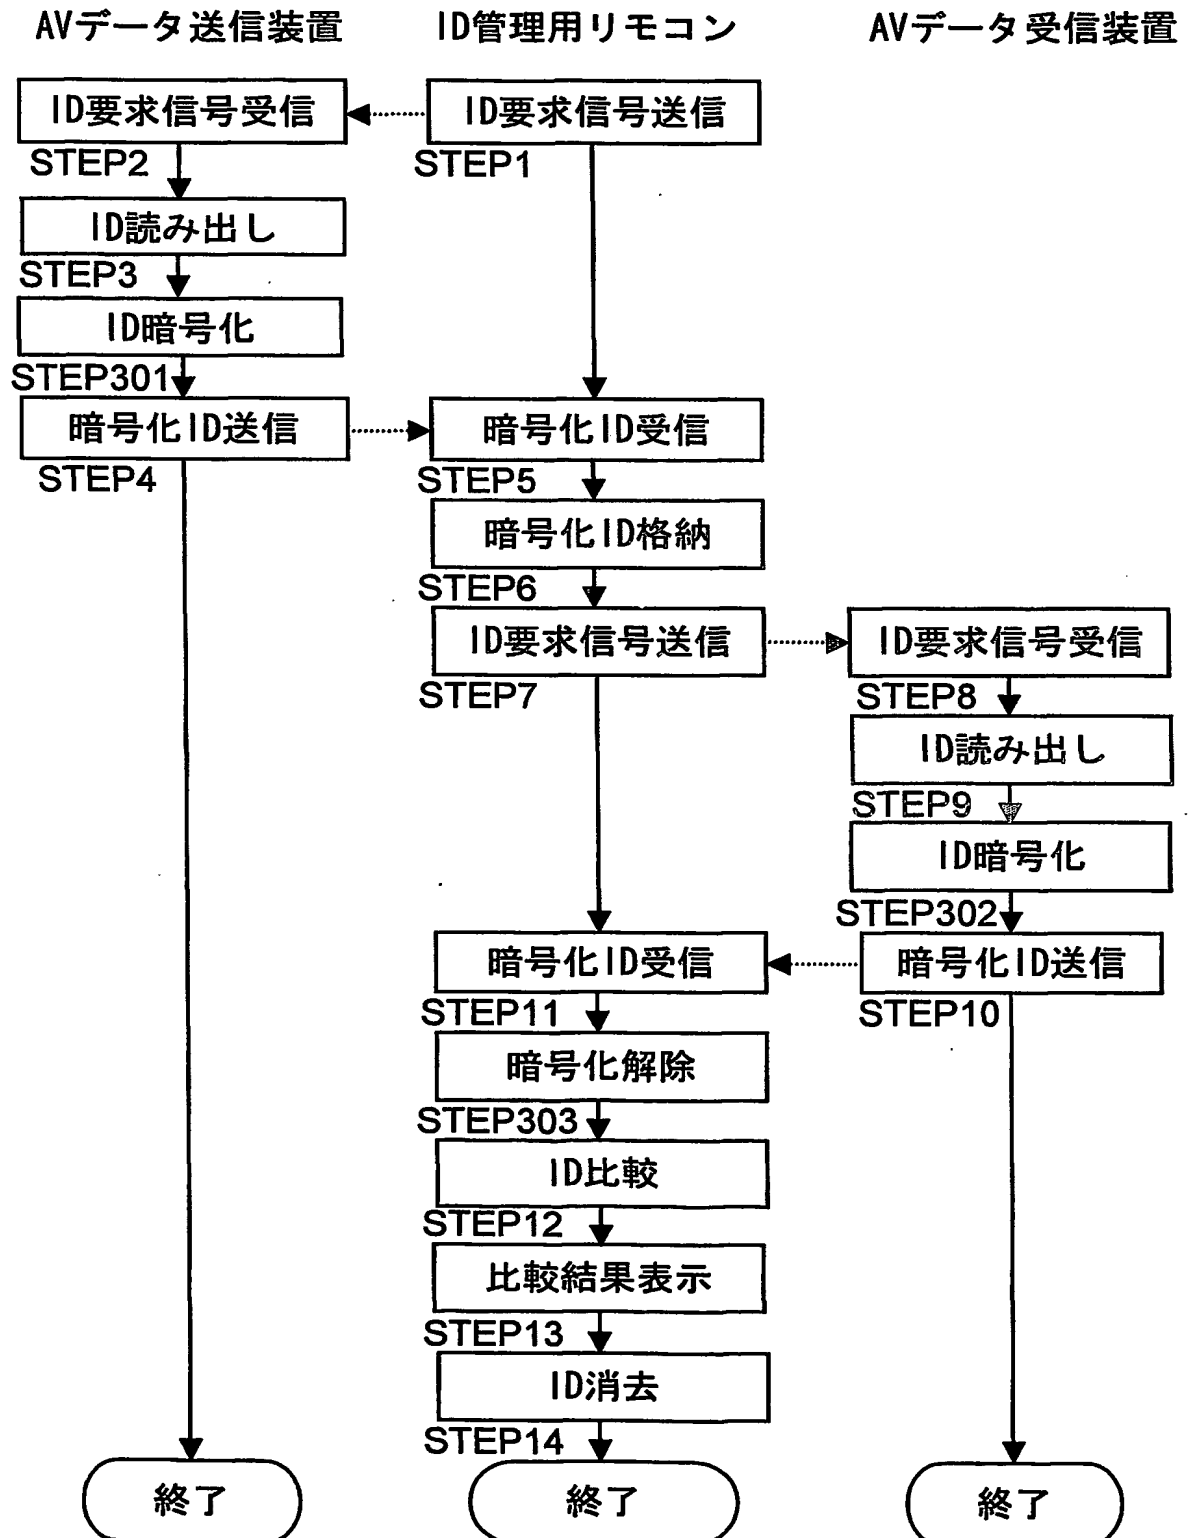 AVデータ送信装置
ID管理用リモコン
AVデータ受信装置
ID要求信号受信
ID要求信号送信
STEP2
STEP1
ID読み出し
STEP3
ID暗号化
STEP301
暗号化ID送信
暗号化ID受信
STEP4
STEP5
暗号化ID格納
STEP6
ID要求信号送信
ID要求信号受信
STEP7
STEP8
ID読み出し
STEP9
ID暗号化
STEP302
暗号化ID受信
暗号化ID送信
STEP11
STEP10
暗号化解除
STEP303
ID比較
STEP12
比較結果表示
STEP13
ID消去
STEP14
終了
終了
終了